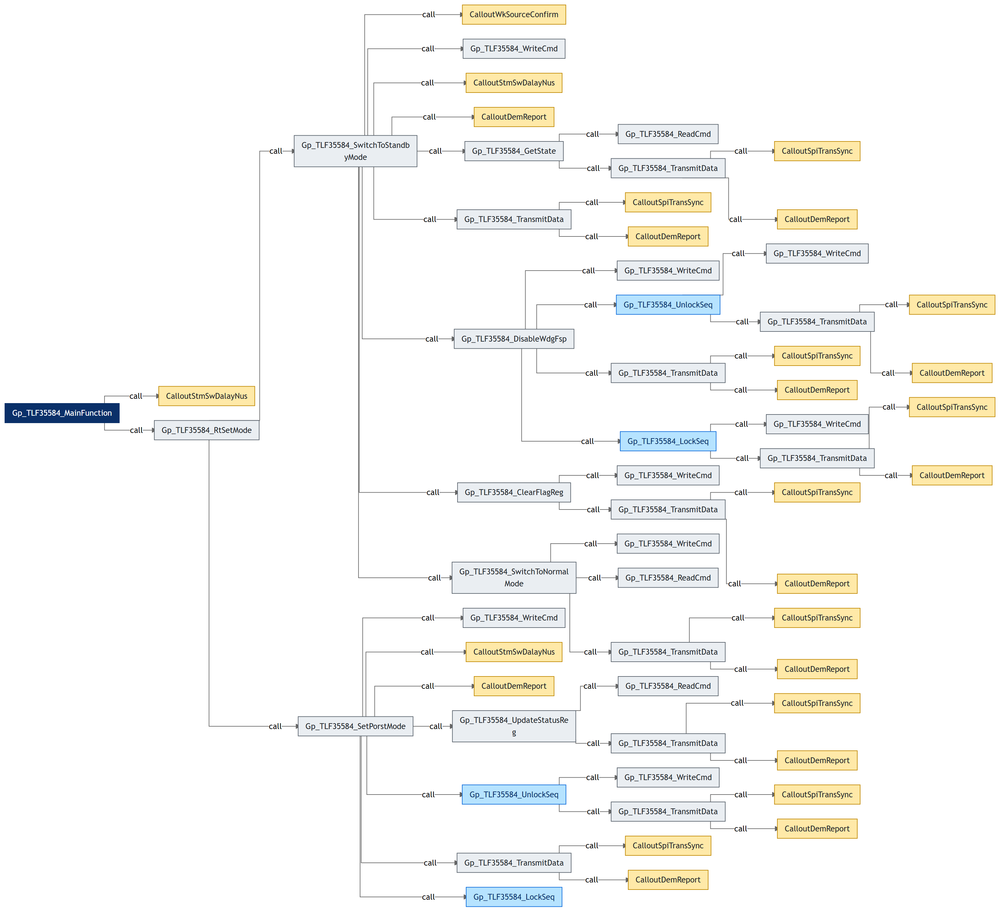 call
CalloutWkSourceConfirm
call
Gp_TLF35584_WriteCmd
call
CalloutStmSwDalayNus
call
CalloutDemReport
call
Gp_TLF35584_SwitchToStandb
yMode
call
Gp_TLF35584_GetState
call
Gp_TLF35584_ReadCmd
call
Gp_TLF35584_TransmitData
call
CalloutSpiTransSync
call
CalloutDemReport
call
Gp_TLF35584_TransmitData
call
CalloutSpiTransSync
call
CalloutDemReport
call
Gp_TLF35584_DisableWdgFsp
call
Gp_TLF35584_WriteCmd
call
Gp_TLF35584_UnlockSeq
call
Gp_TLF35584_WriteCmd
call
Gp_TLF35584_TransmitData
call
CalloutSpiTransSync
call
CalloutDemReport
call
Gp_TLF35584_TransmitData
call
CalloutSpiTransSync
call
CalloutDemReport
call
Gp_TLF35584_LockSeq
call
Gp_TLF35584_WriteCmd
call
Gp_TLF35584_TransmitData
call
CalloutSpiTransSync
call
CalloutDemReport
Gp_TLF35584_MainFunction
call
CalloutStmSwDalayNus
call
Gp_TLF35584_RtSetMode
call
Gp_TLF35584_ClearFlagReg
call
Gp_TLF35584_WriteCmd
call
Gp_TLF35584_TransmitData
call
CalloutSpiTransSync
call
CalloutDemReport
call
Gp_TLF35584_SwitchToNormal
Mode
call
Gp_TLF35584_WriteCmd
call
Gp_TLF35584_ReadCmd
call
Gp_TLF35584_TransmitData
call
CalloutSpiTransSync
call
CalloutDemReport
call
Gp_TLF35584_SetPorstMode
call
Gp_TLF35584_WriteCmd
call
CalloutStmSwDalayNus
call
CalloutDemReport
call
Gp_TLF35584_UpdateStatusRe
g
call
Gp_TLF35584_ReadCmd
call
Gp_TLF35584_TransmitData
call
CalloutSpiTransSync
call
CalloutDemReport
call
Gp_TLF35584_UnlockSeq
call
Gp_TLF35584_WriteCmd
call
Gp_TLF35584_TransmitData
call
CalloutSpiTransSync
call
CalloutDemReport
call
Gp_TLF35584_TransmitData
call
CalloutSpiTransSync
call
CalloutDemReport
call
Gp_TLF35584_LockSeq